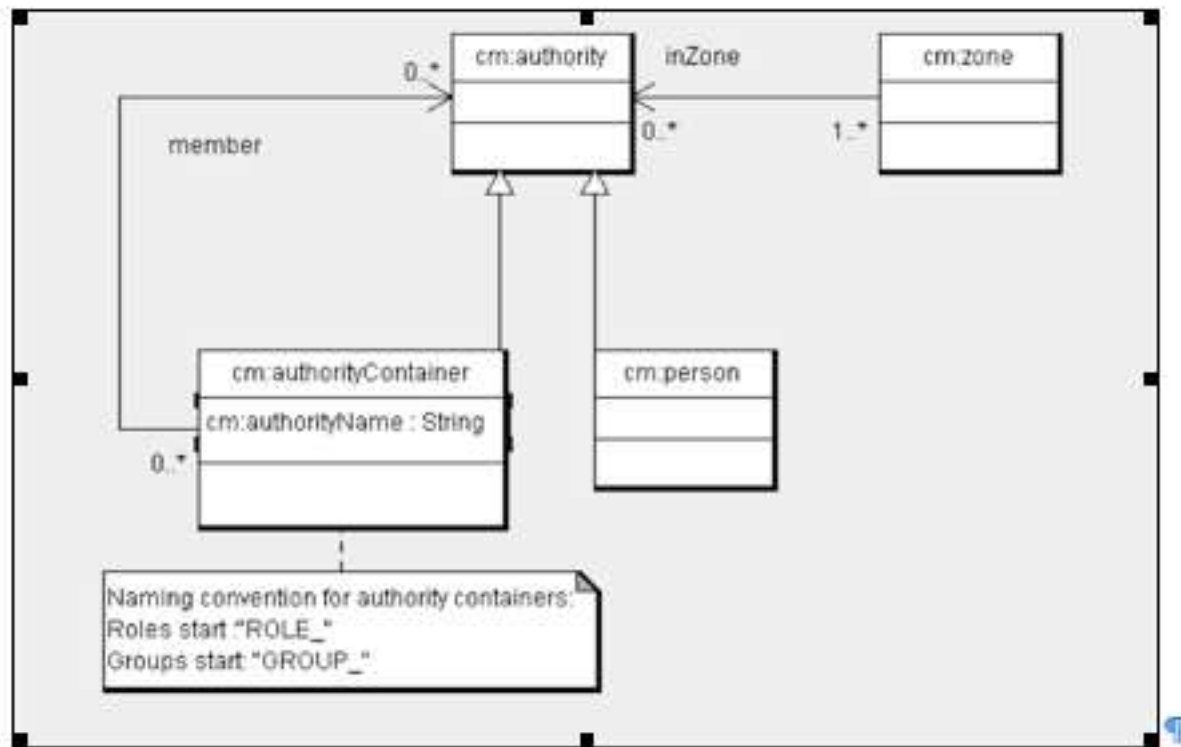 cm:authority
inZone
cm:zone
0..*
0..*
1..*
member
cm:authorityContainer
cm:person
cm:authorityName : String
0..*
Naming convention for authority containers:
Roles start:"ROLE_"
Groups start: "GROUP_"
¶